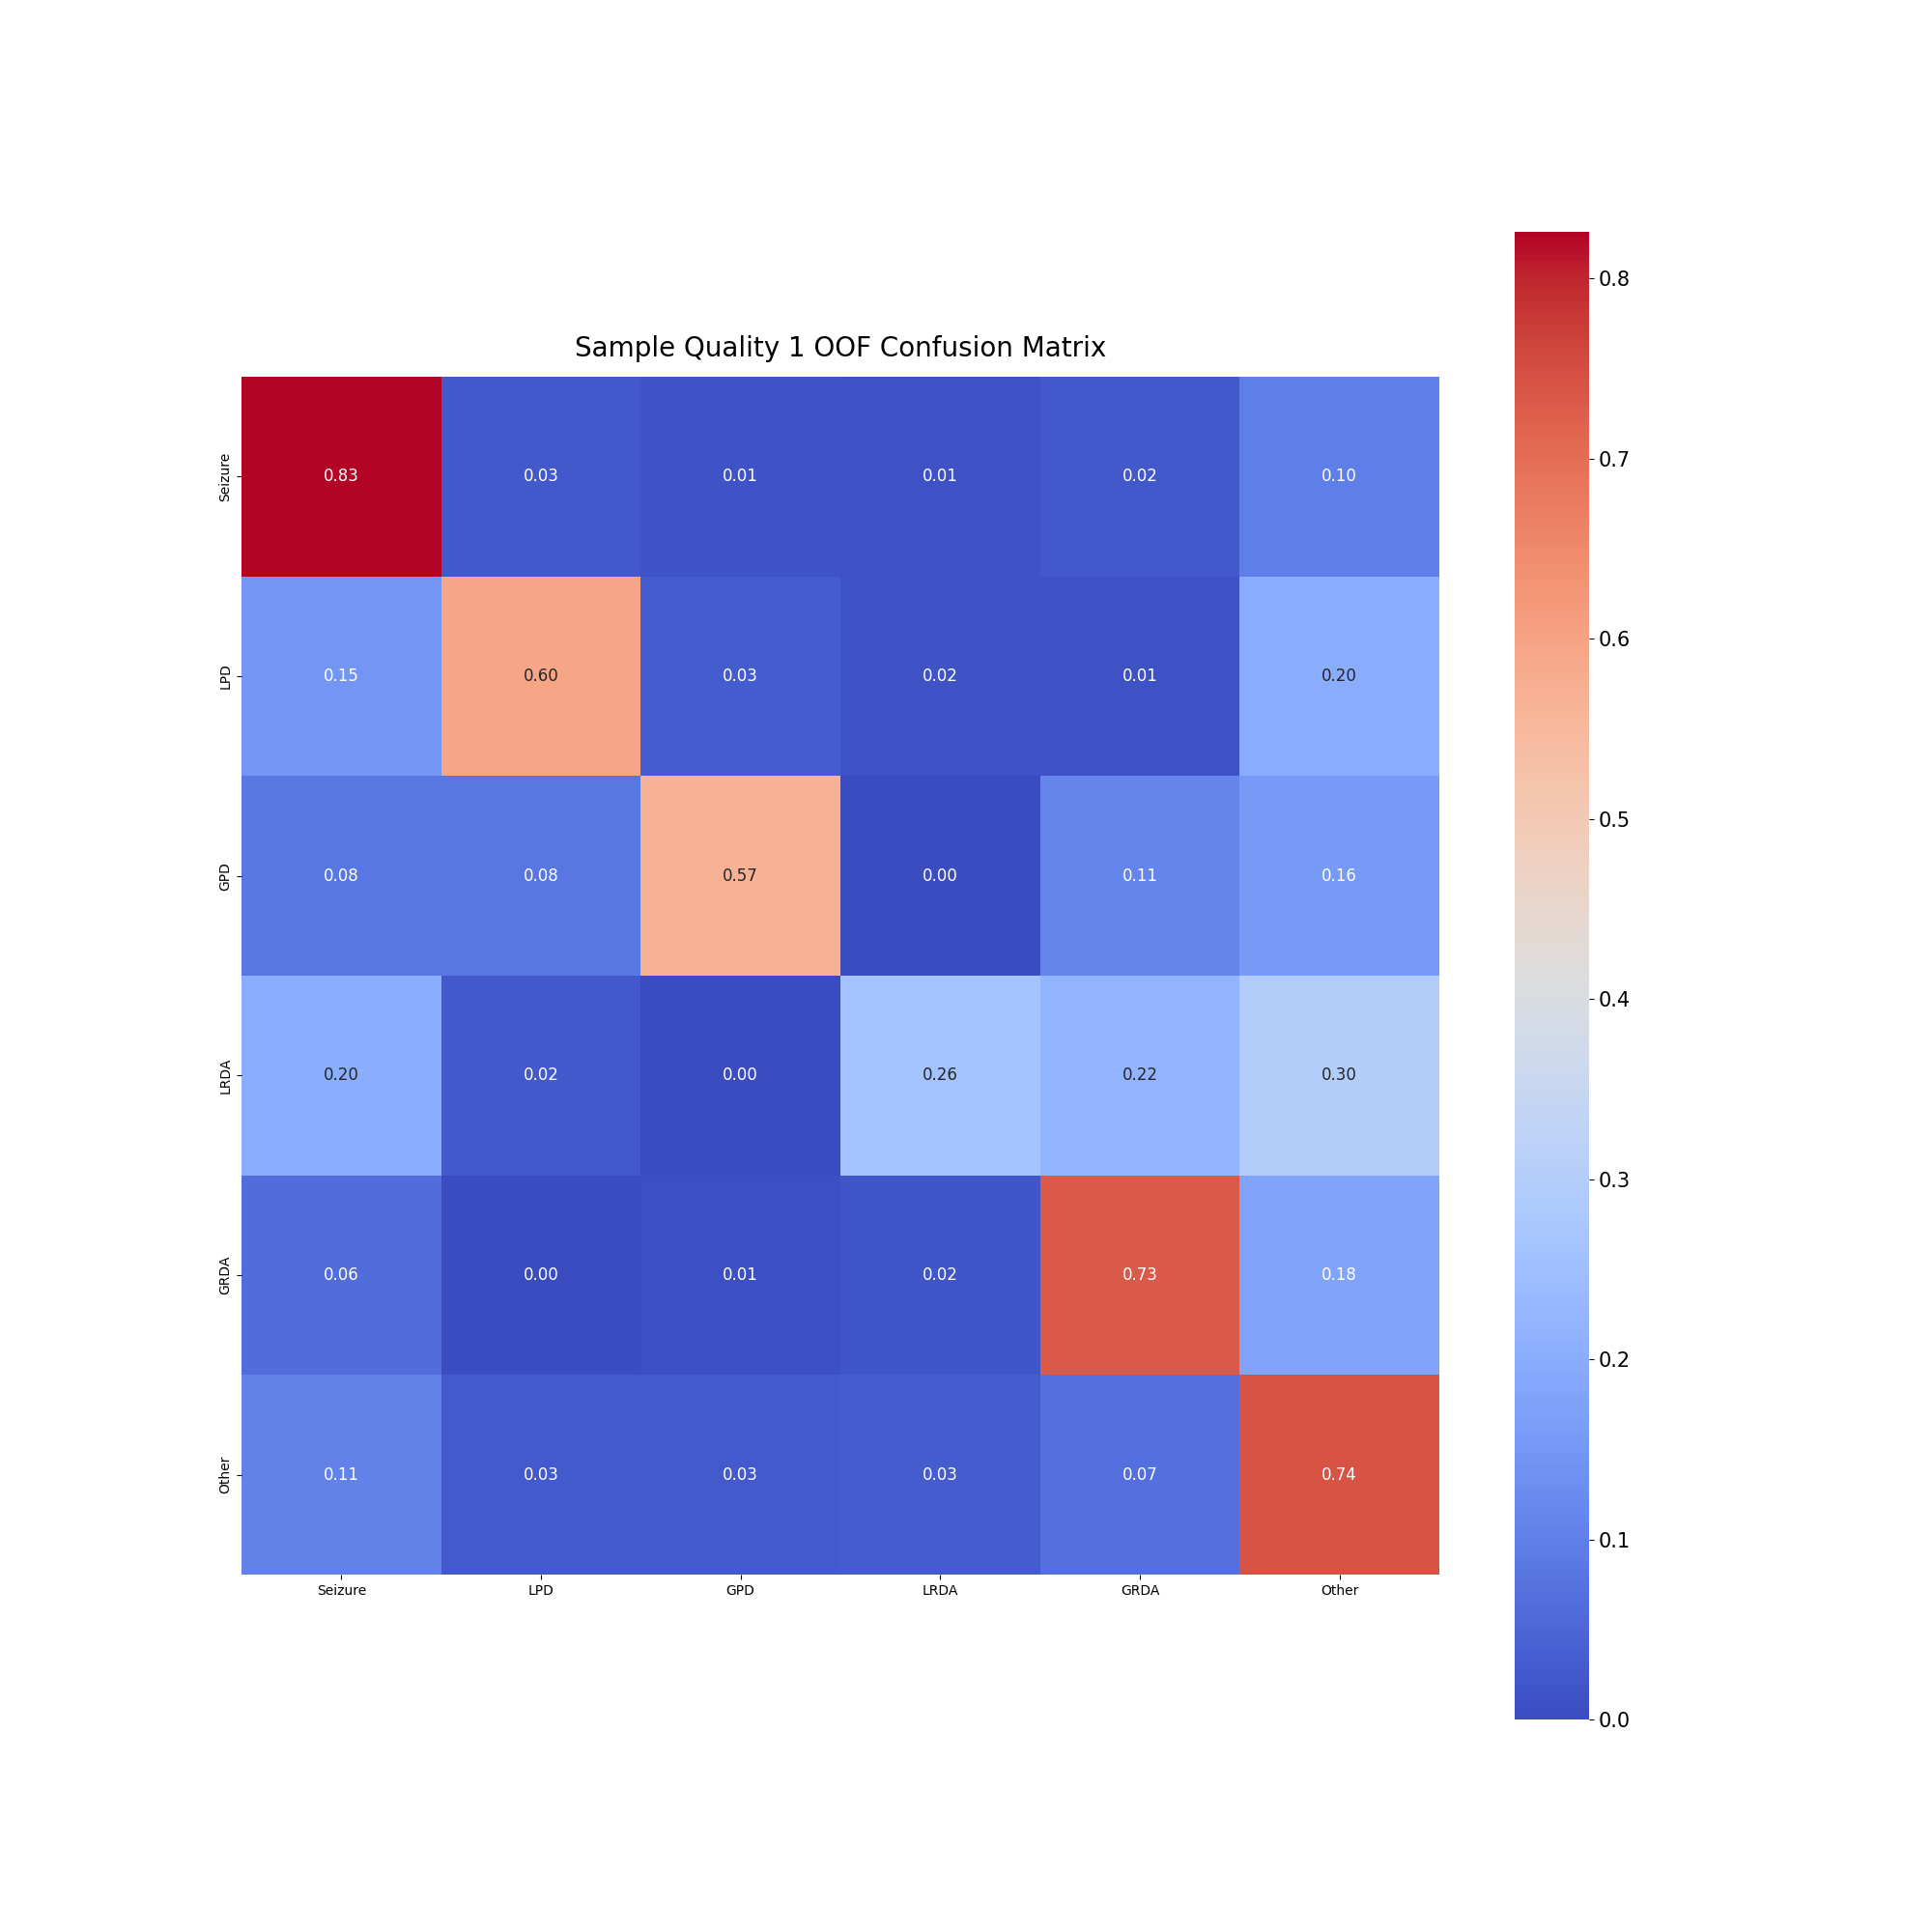 Sample Quality 1 OOF Confusion Matrix
Seizure 0.83 0.03 0.01 0.01 0.02 0.10
LPD 0.15 0.60 0.03 0.02 0.01 0.20
GPD 0.08 0.08 0.57 0.00 0.11 0.16
LRDA 0.20 0.02 0.00 0.26 0.22 0.30
GRDA 0.06 0.00 0.01 0.02 0.73 0.18
Other 0.11 0.03 0.03 0.03 0.07 0.74
Seizure LPD GPD LRDA GRDA Other
0.8
0.7
0.6
0.5
0.4
0.3
0.2
0.1
0.0